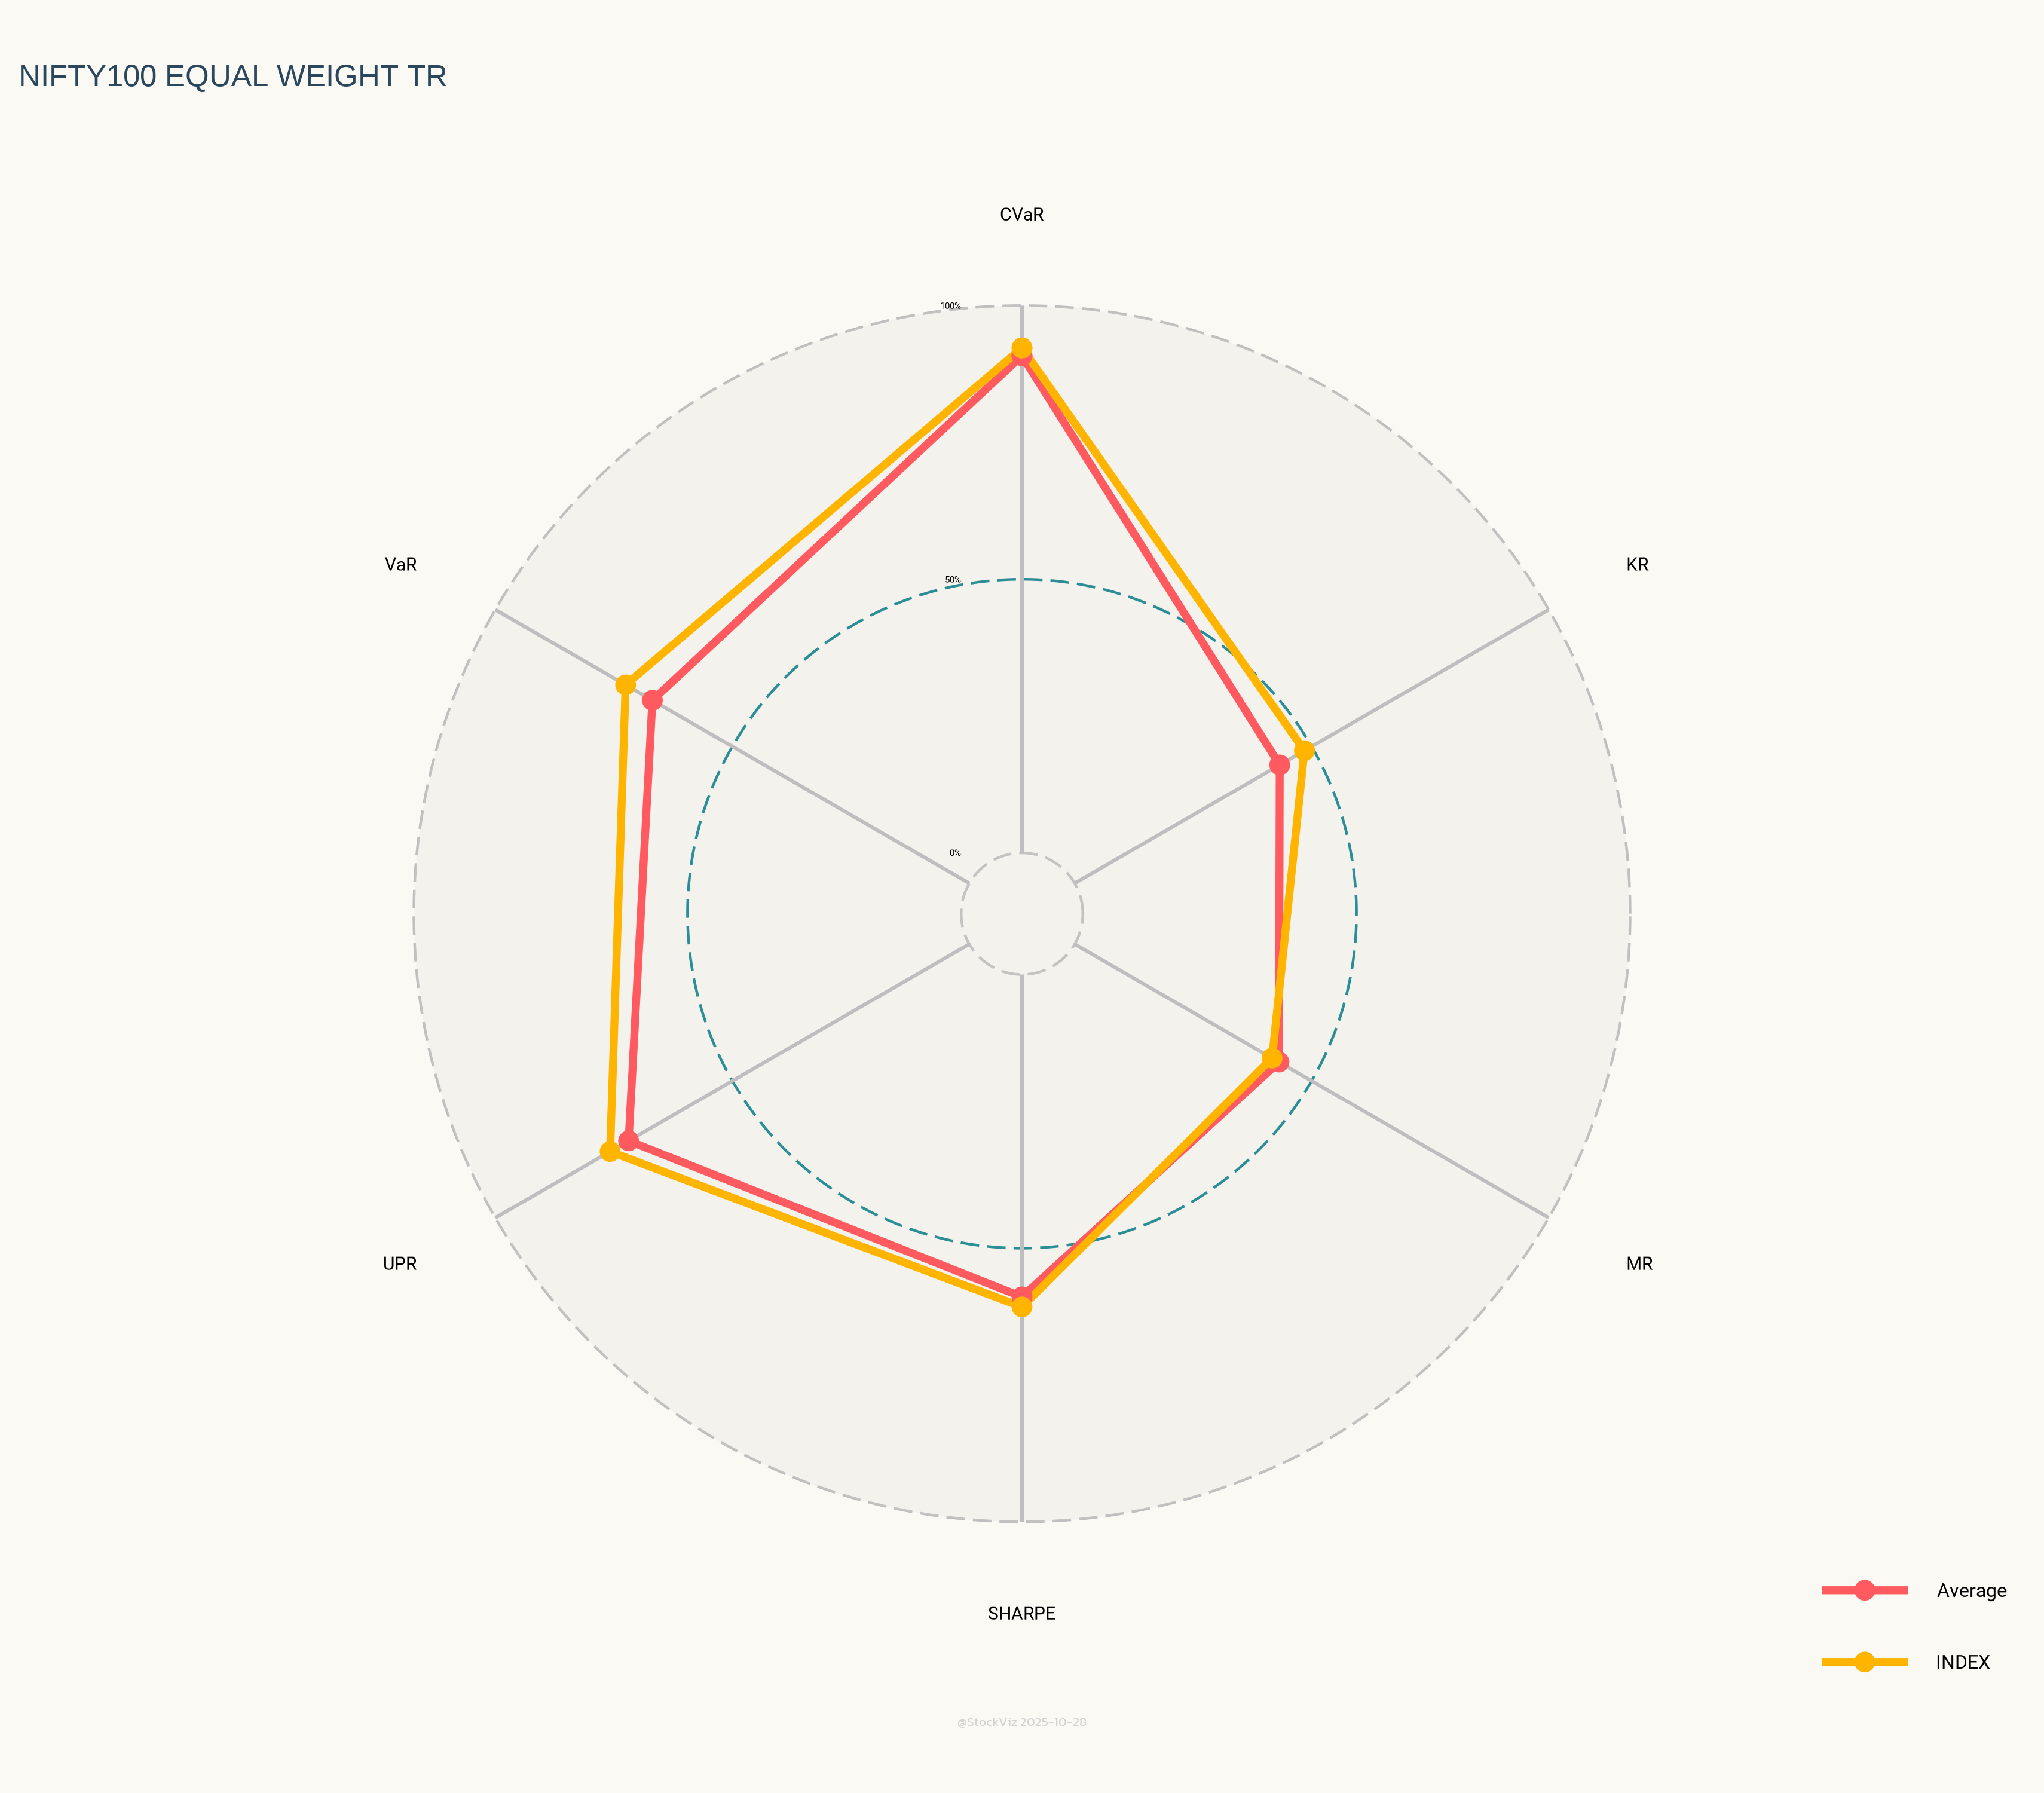 NIFTY100 EQUAL WEIGHT TR
CVaR
100%
VaR
KR
50%
0%
UPR
MR
SHARPE
Average
INDEX
@StockViz 2025-10-28